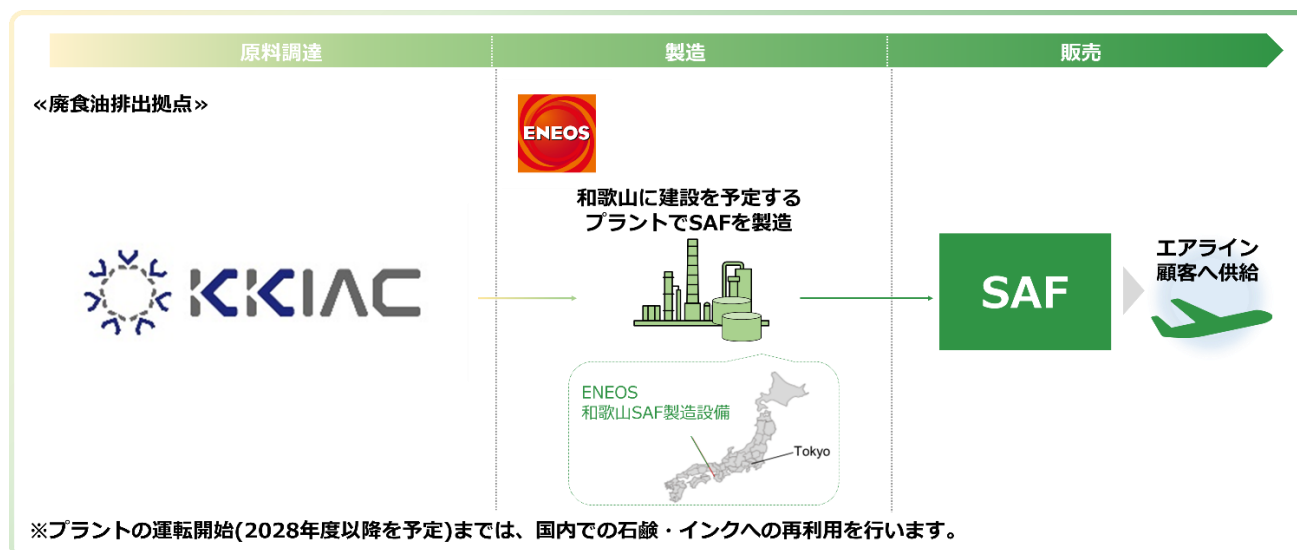 原料調達
製造
販売
≪廃食油排出拠点≫
ENEOS
和歌山に建設を予定する
プラントでSAFを製造
KKIAC
SAF
エアライン
顧客へ供給
ENEOS
和歌山SAF製造設備
Tokyo
※プラントの運転開始(2028年度以降を予定)までは、国内での石鹸・インクへの再利用を行います。